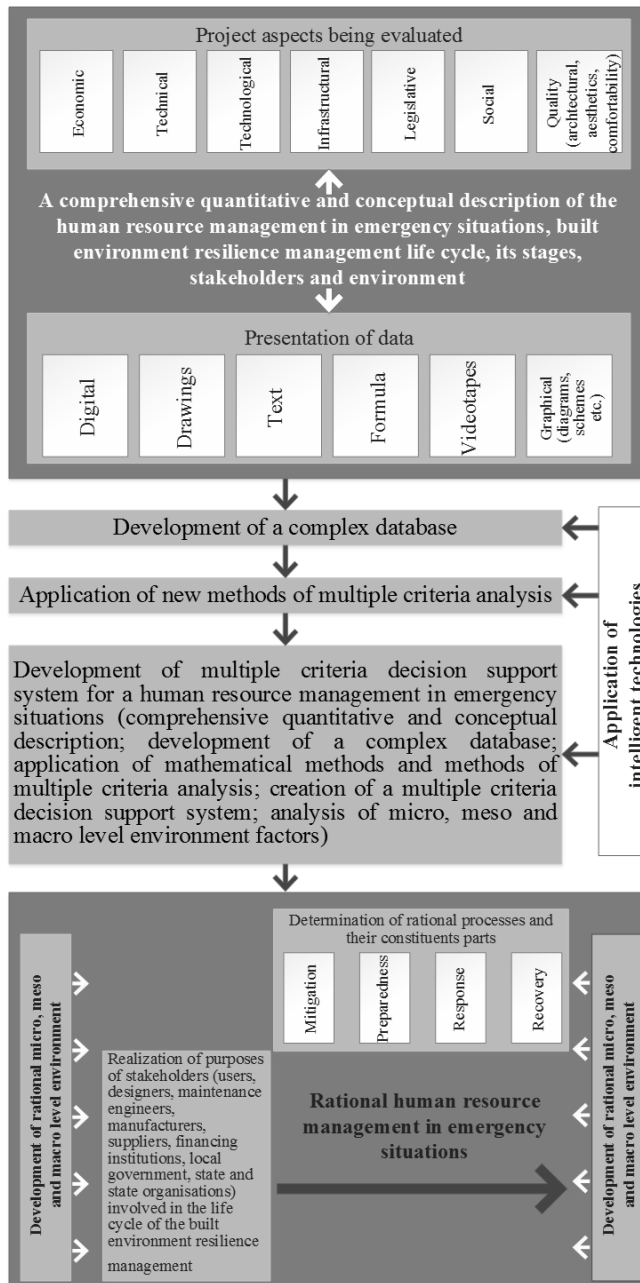 Project aspects being evaluated
Economic
Technical
Technological
Infrastructural
Legislative
Social
Quality
(archtectural,
aesthetics,
comfortability)
A comprehensive quantitative and conceptual description of the
human resource management in emergency situations, built
environment resilience management life cycle, its stages,
stakeholders and environment
Presentation of data
Digital
Drawings
Text
Formula
Videotapes
Graphical
(diagrams,
schemes
etc.)
Development of a complex database
Application of new methods of multiple criteria analysis
Development of multiple criteria decision support
system for a human resource management in emergency
situations (comprehensive quantitative and conceptual
description; development of a complex database;
application of mathematical methods and methods of
multiple criteria analysis; creation of a multiple criteria
decision support system; analysis of micro, meso and
macro level environment factors)
Application of
intelligent technologies
Development of rational micro, meso
and macro level environment
Determination of rational processes and
their constituents parts
Mitigation
Preparedness
Response
Recovery
Realization of purposes
of stakeholders (users,
designers, maintenance
engineers,
manufacturers,
suppliers, financing
institutions, local
government, state and
state organisations)
involved in the life
cycle of the built
environment resilience
management
Rational human resource
management in emergency
situations
Development of rational micro, meso
and macro level environment